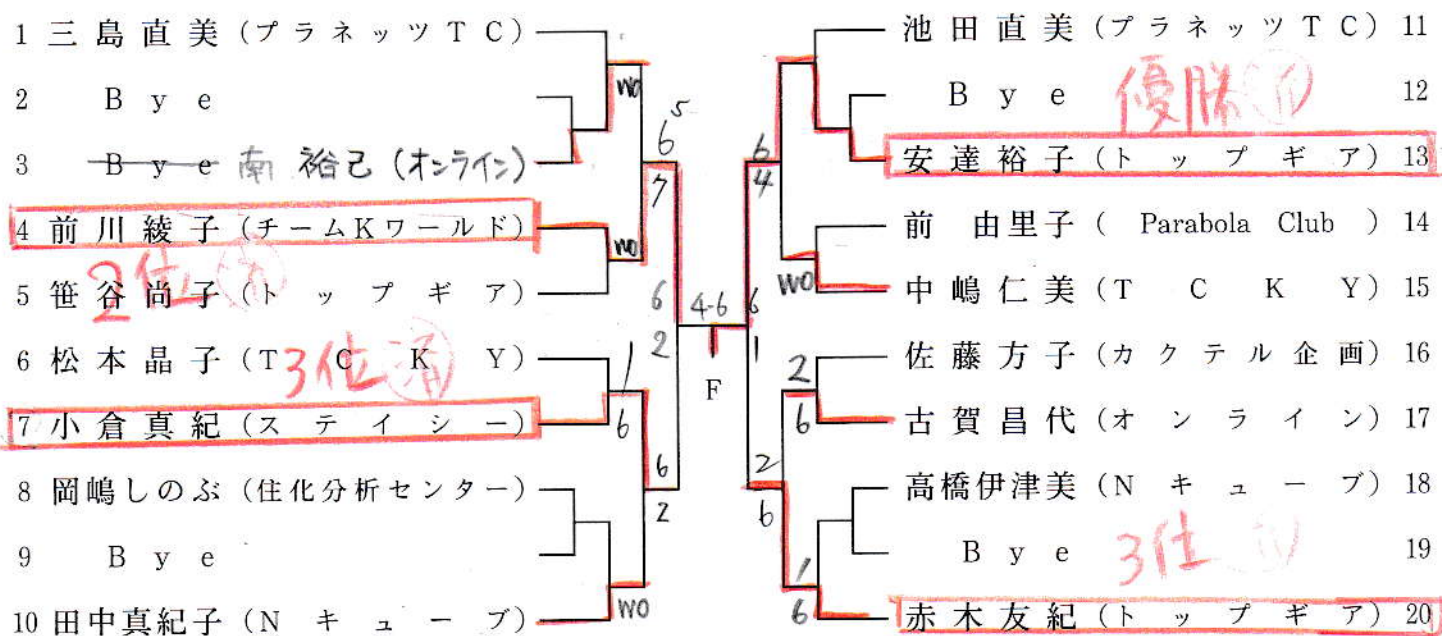 1 三島直美 (プラネッツTC)
2 Bye
3 Bye 南 裕己 (オンライン)
4 前川綾子 (チームKワールド)
2位
5 笹谷尚子 (トップギア)
6 松本晶子 (TCKY)
3位
7 小倉真紀 (ステイシー)
8 岡嶋しのぶ (住化分析センター)
9 Bye
10 田中真紀子 (Nキューブ)
WO
6 5
7
WO
6
2
1
6
6
2
WO
4-6
F
6
4
WO
6
1
2
6
2
6
1
6
池田直美 (プラネッツTC) 11
Bye 12
優勝
安達裕子 (トップギア) 13
前 由里子 ( Parabola Club ) 14
中嶋仁美 (TCKY) 15
佐藤方子 (カクテル企画) 16
古賀昌代 (オンライン) 17
高橋伊津美 (Nキューブ) 18
Bye 19
3位
赤木友紀 (トップギア) 20